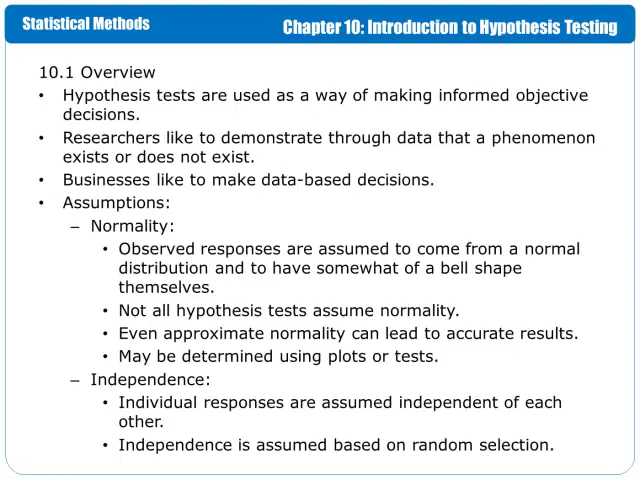 Statistical Methods
Chapter 10: Introduction to Hypothesis Testing
10.1 Overview
• Hypothesis tests are used as a way of making informed objective
decisions.
• Researchers like to demonstrate through data that a phenomenon
exists or does not exist.
• Businesses like to make data-based decisions.
• Assumptions:
– Normality:
• Observed responses are assumed to come from a normal
distribution and to have somewhat of a bell shape
themselves.
• Not all hypothesis tests assume normality.
• Even approximate normality can lead to accurate results.
• May be determined using plots or tests.
– Independence:
• Individual responses are assumed independent of each
other.
• Independence is assumed based on random selection.